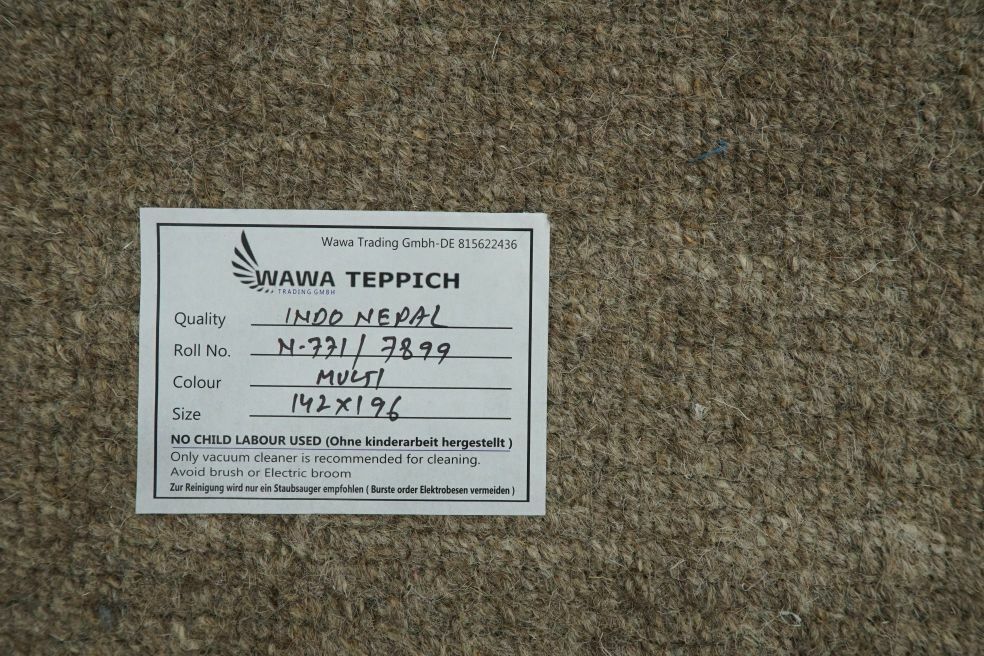 Wawa Trading Gmbh-DE 815622436
WAWA TEPPICH
TRADING GMBH
Quality INDO NEPAL
Roll No. N-771/7899
Colour MULTI
Size 142X196
NO CHILD LABOUR USED (Ohne kinderarbeit hergestellt )
Only vacuum cleaner is recommended for cleaning.
Avoid brush or Electric broom
Zur Reinigung wird nur ein Staubsauger empfohlen ( Burste order Elektrobesen vermeiden )